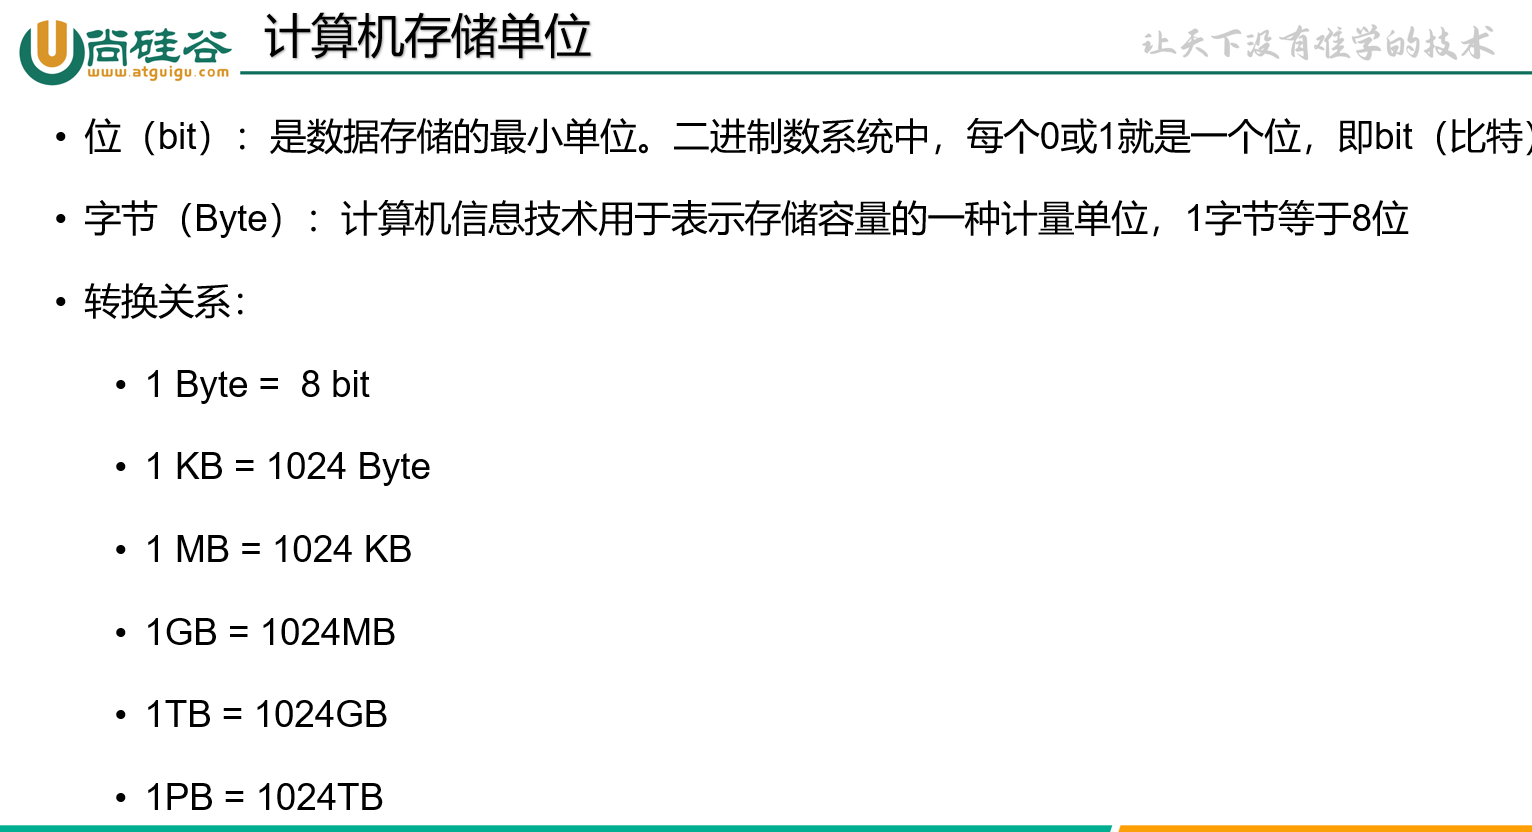 尚硅谷
www.atguigu.com
计算机存储单位
让天下没有难学的技术
• 位（bit）：是数据存储的最小单位。二进制数系统中，每个0或1就是一个位，即bit（比特）
• 字节（Byte）：计算机信息技术用于表示存储容量的一种计量单位，1字节等于8位
• 转换关系：
• 1 Byte =  8 bit
• 1 KB = 1024 Byte
• 1 MB = 1024 KB
• 1GB = 1024MB
• 1TB = 1024GB
• 1PB = 1024TB